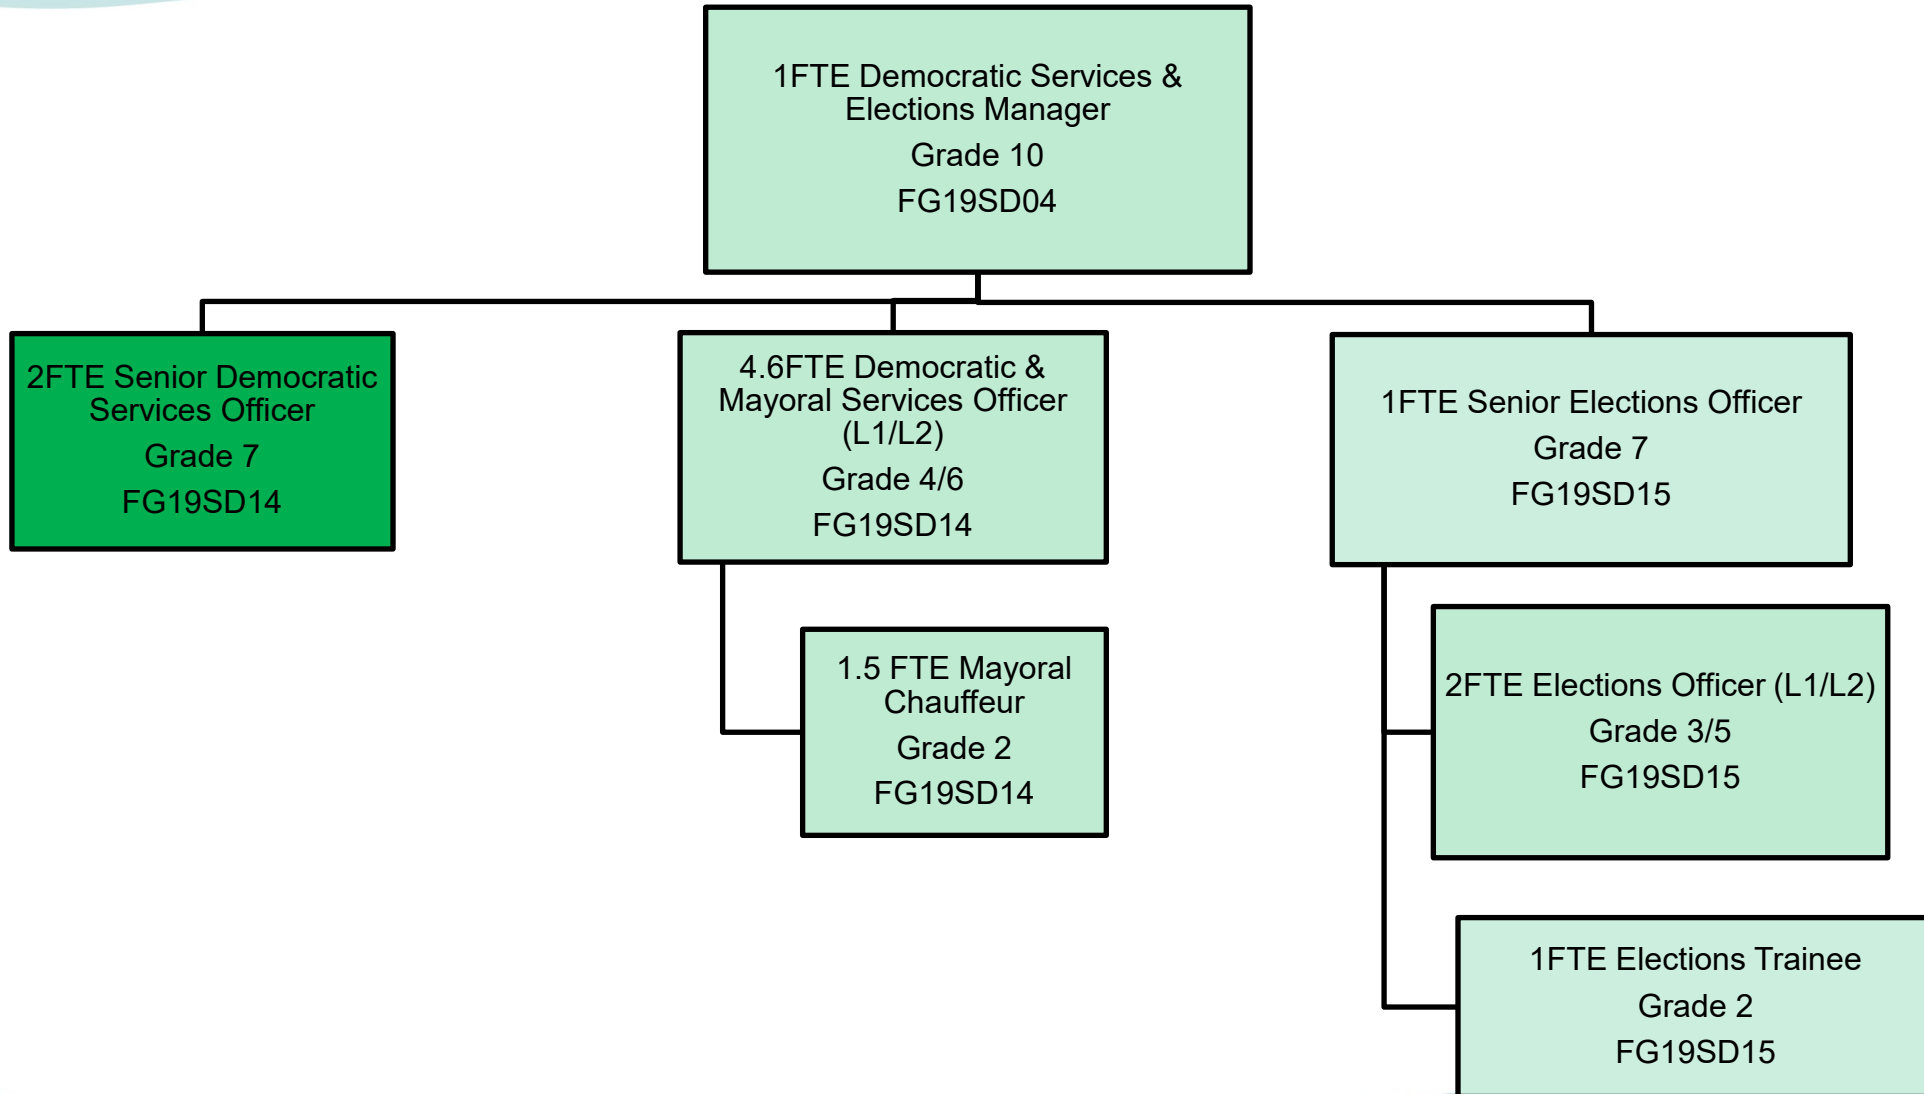 1FTE Democratic Services &
Elections Manager
Grade 10
FG19SD04
2FTE Senior Democratic
Services Officer
Grade 7
FG19SD14
4.6FTE Democratic &
Mayoral Services Officer
(L1/L2)
Grade 4/6
FG19SD14
1FTE Senior Elections Officer
Grade 7
FG19SD15
1.5 FTE Mayoral
Chauffeur
Grade 2
FG19SD14
2FTE Elections Officer (L1/L2)
Grade 3/5
FG19SD15
1FTE Elections Trainee
Grade 2
FG19SD15